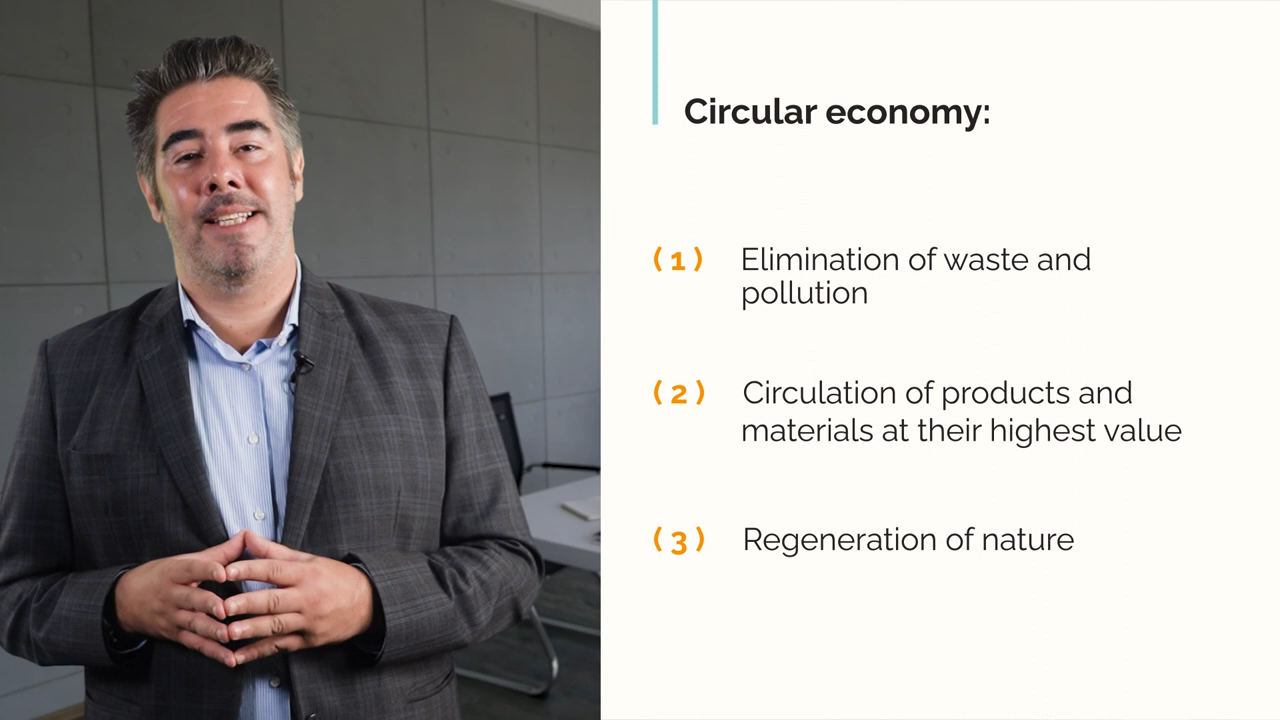 Circular economy:
(1) Elimination of waste and
pollution
(2) Circulation of products and
materials at their highest value
(3) Regeneration of nature